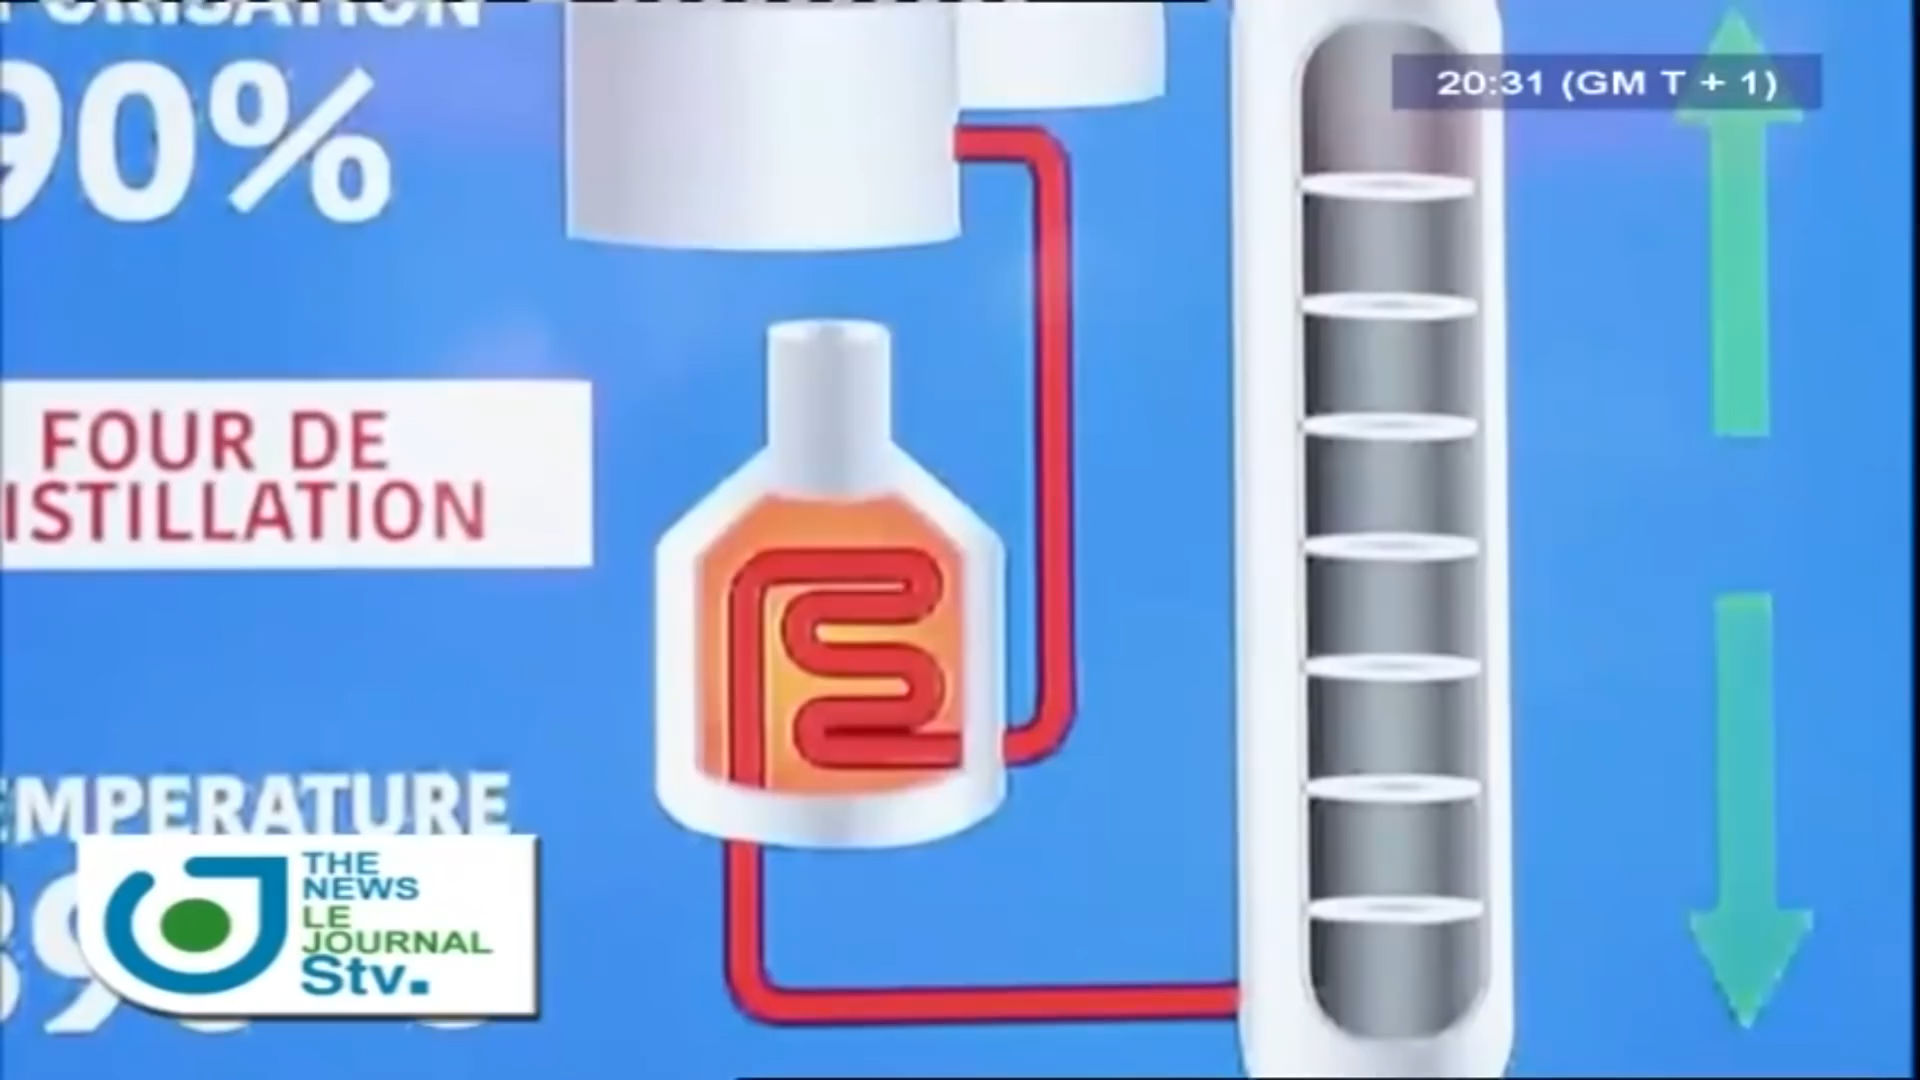 90%
20:31 (GM T + 1)
FOUR DE
ISTILLATION
EMPERATURE
THE
NEWS
LE
JOURNAL
Stv.